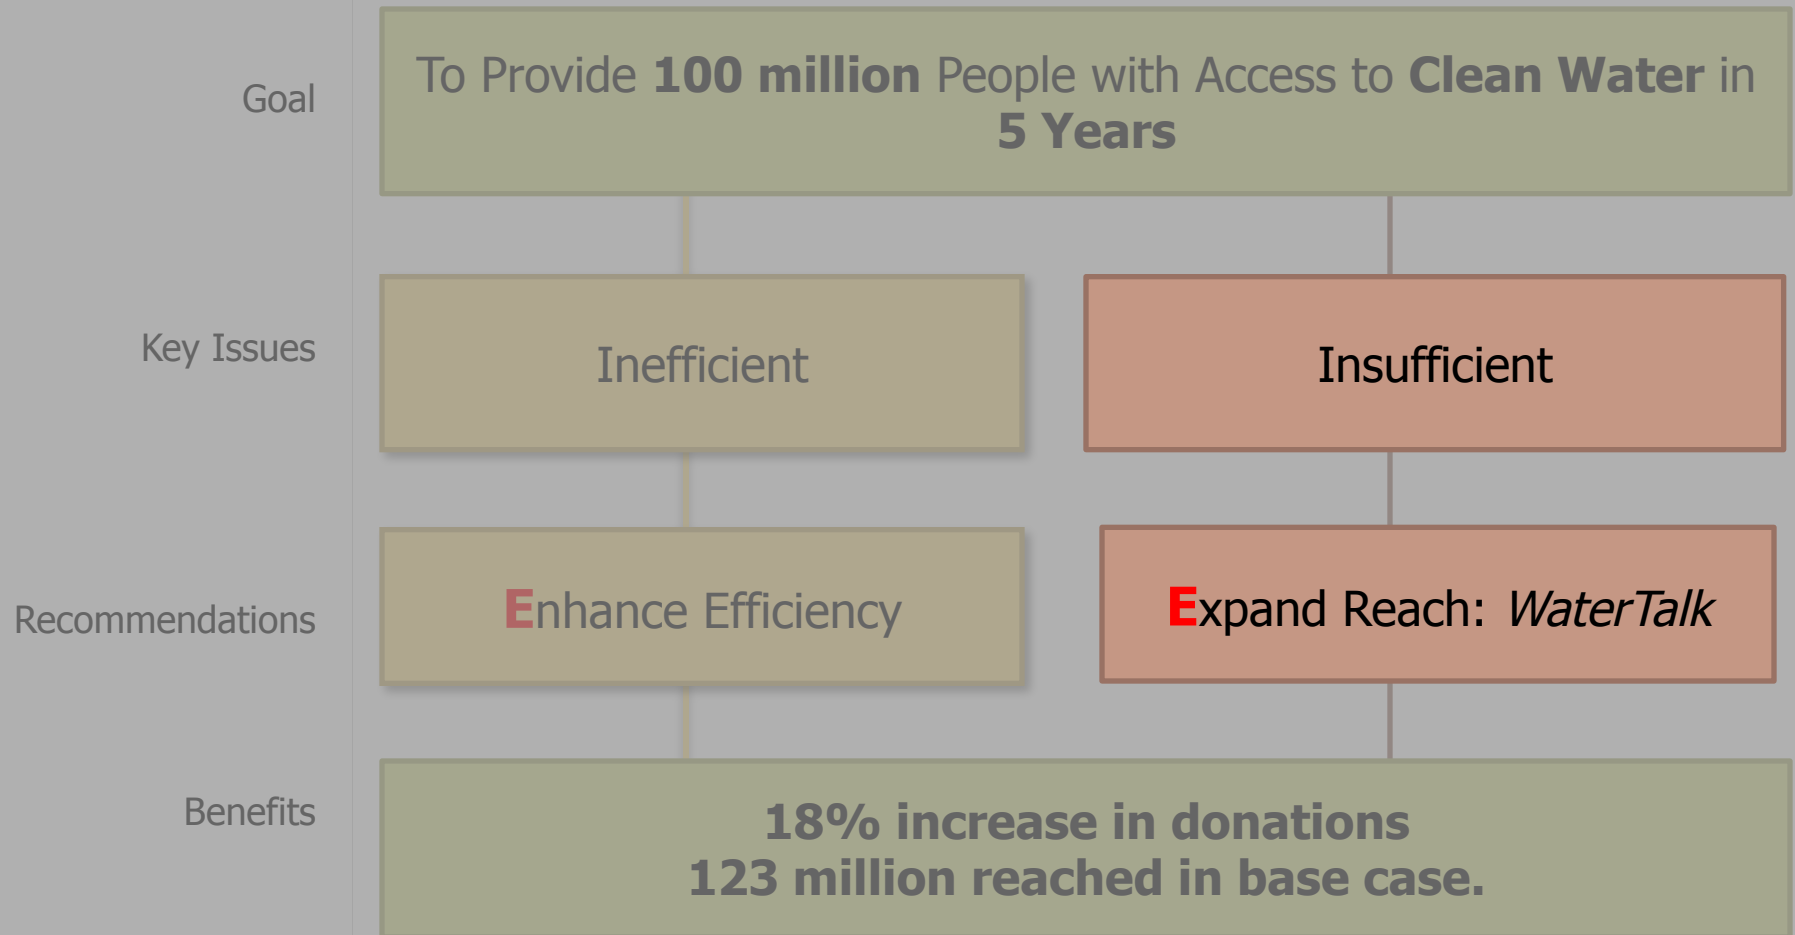 Goal
To Provide 100 million People with Access to Clean Water in
5 Years
Key Issues
Inefficient
Insufficient
Recommendations
Enhance Efficiency
Expand Reach: WaterTalk
Benefits
18% increase in donations
123 million reached in base case.